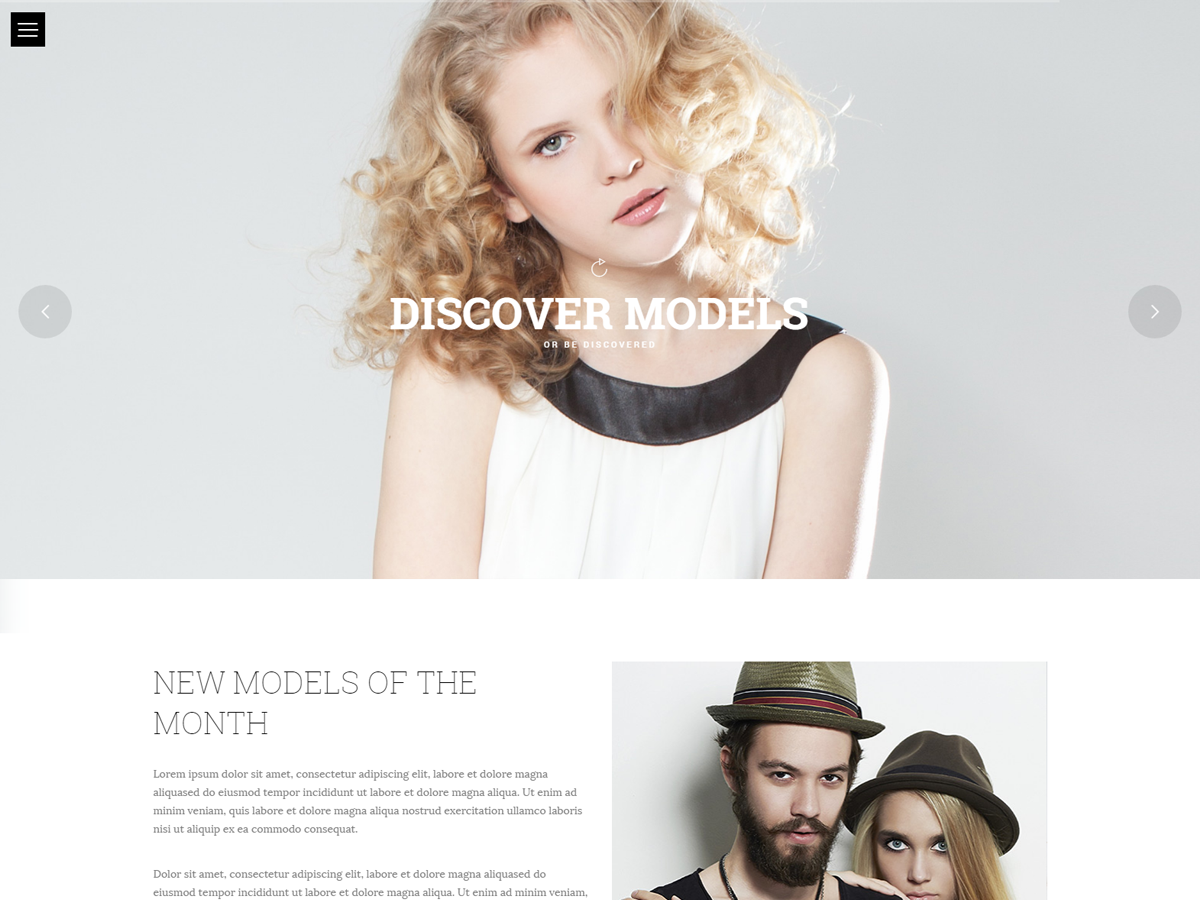 DISCOVER MODELS
OR BE DISCOVERED
NEW MODELS OF THE
MONTH
Lorem ipsum dolor sit amet, consectetur adipiscing elit, labore et dolore magna
aliquased do eiusmod tempor incididunt ut labore et dolore magna aliqua. Ut enim ad
minim veniam, quis labore et dolore magna aliqua nostrud exercitation ullamco laboris
nisi ut aliquip ex ea commodo consequat.
Dolor sit amet, consectetur adipiscing elit, labore et dolore magna aliquased do
eiusmod tempor incididunt ut labore et dolore magna aliqua. Ut enim ad minim veniam,